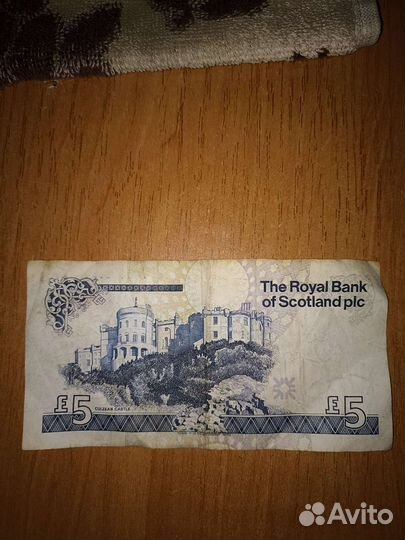 The Royal Bank
of Scotland plc
£5
CULZEAN CASTLE
£5
Avito